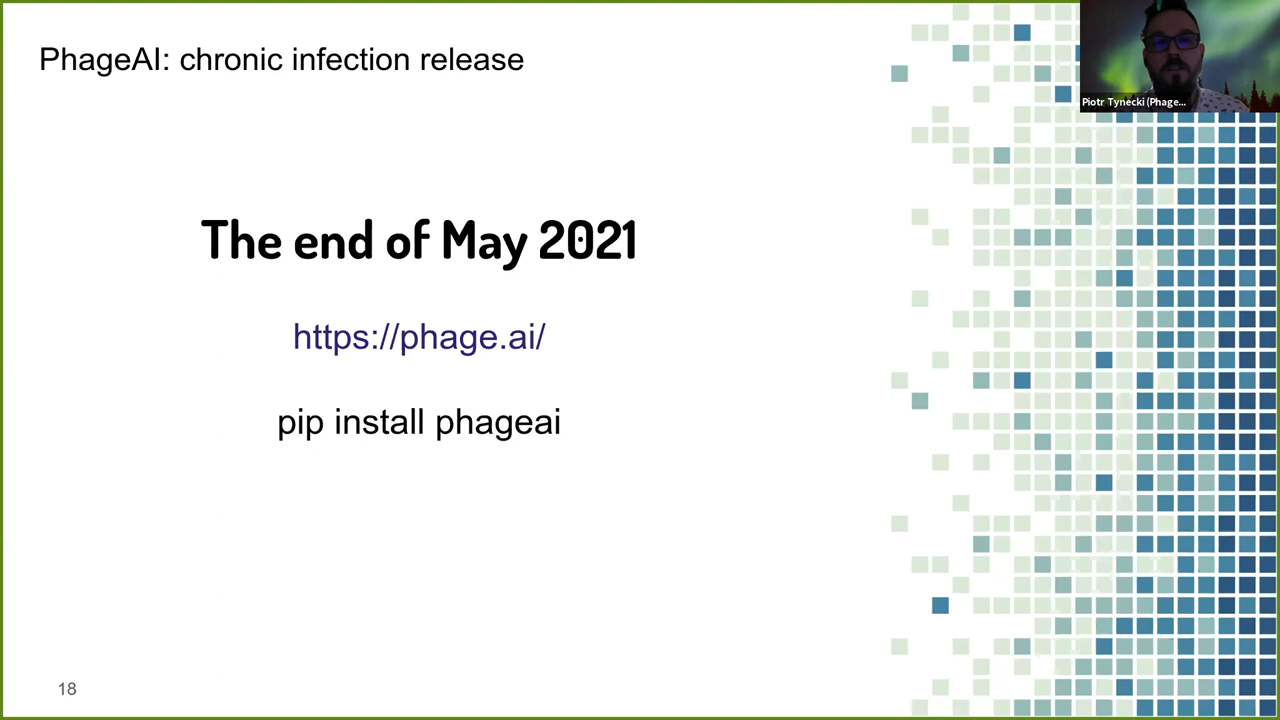 PhageAI: chronic infection release
Piotr Tynecki (Phage...
The end of May 2021
https://phage.ai/
pip install phageai
18